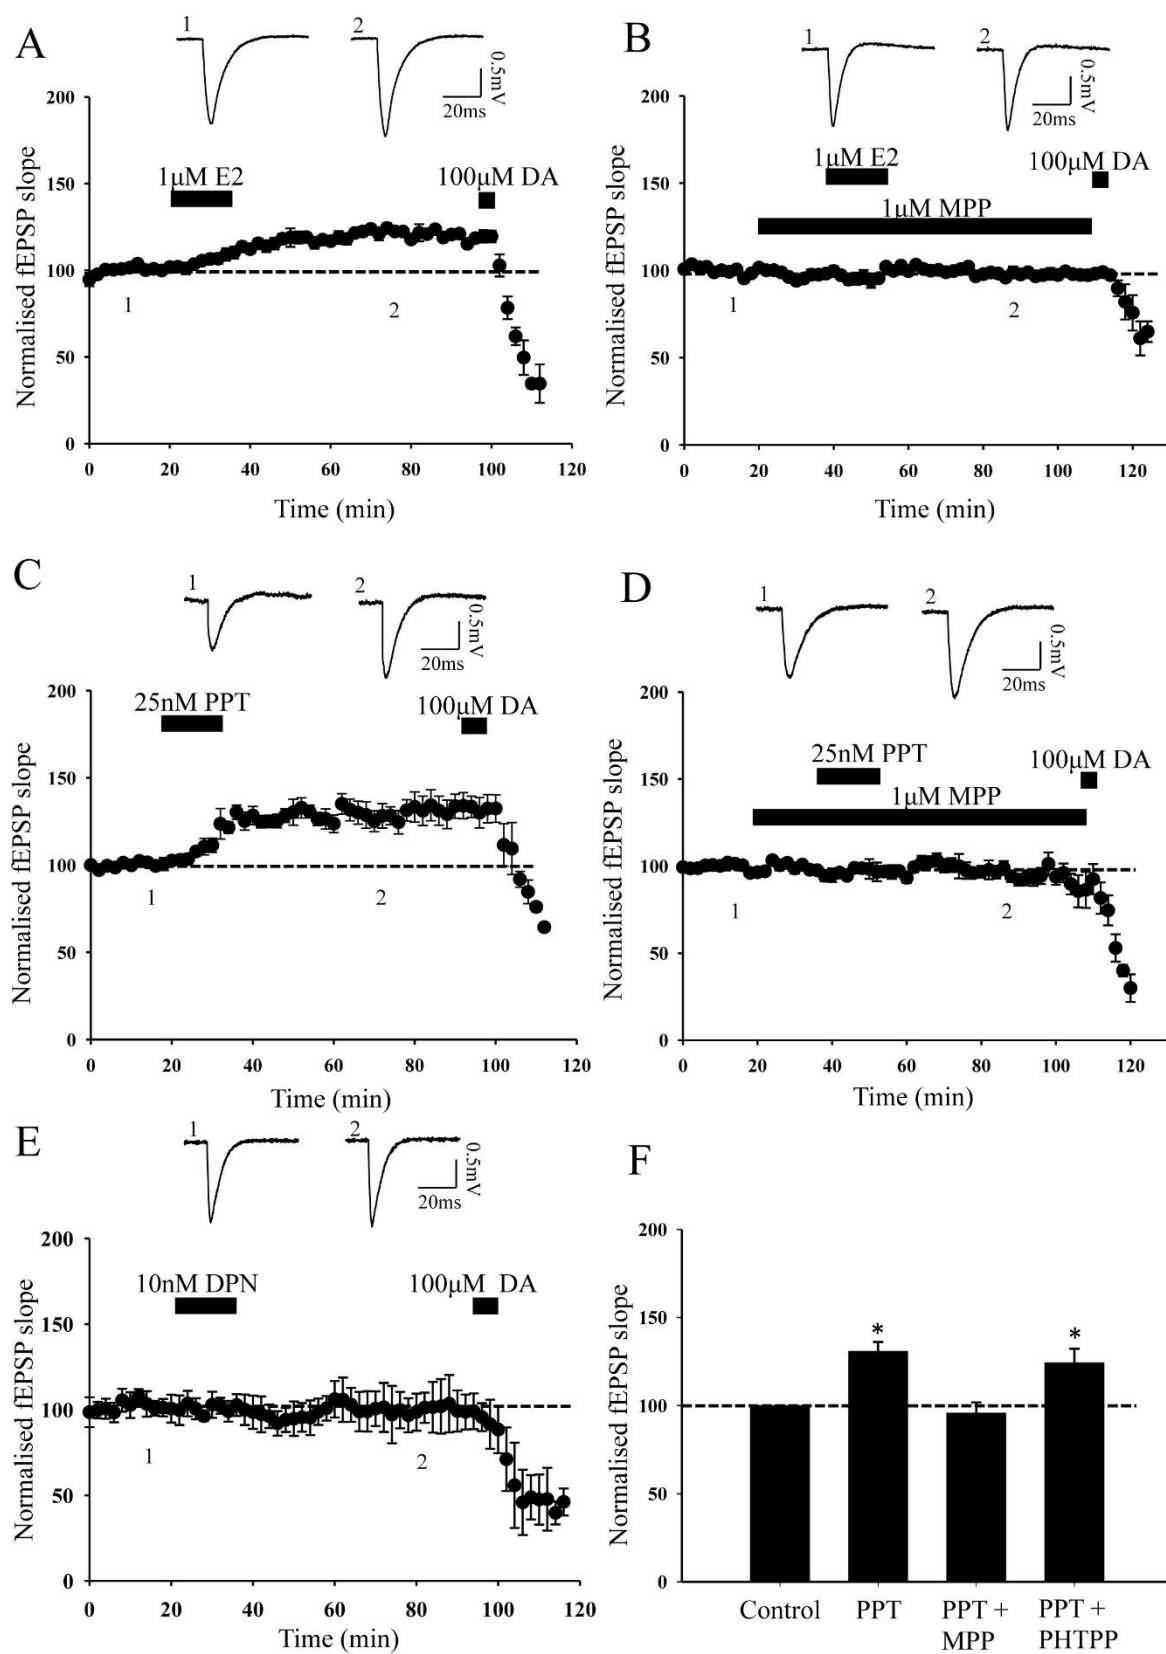 A
1
2
0.5mV
20ms
1μM E2
100μM DA
Normalised fEPSP slope
200
150
100
50
0
1
2
0 20 40 60 80 100 120
Time (min)
B
1
2
0.5mV
20ms
1μM E2
100μM DA
1μM MPP
Normalised fEPSP slope
200
150
100
50
0
1
2
0 20 40 60 80 100 120
Time (min)
C
1
2
0.5mV
20ms
25nM PPT
100μM DA
Normalised fEPSP slope
200
150
100
50
0
1
2
0 20 40 60 80 100 120
Time (min)
D
1
2
0.5mV
20ms
25nM PPT
100μM DA
1μM MPP
Normalised fEPSP slope
200
150
100
50
0
1
2
0 20 40 60 80 100 120
Time (min)
E
1
2
0.5mV
20ms
10nM DPN
100μM DA
Normalised fEPSP slope
200
150
100
50
0
1
2
0 20 40 60 80 100 120
Time (min)
F
Normalised fEPSP slope
200
150
100
50
0
*
*
Control
PPT
PPT +
MPP
PPT +
PHTPP